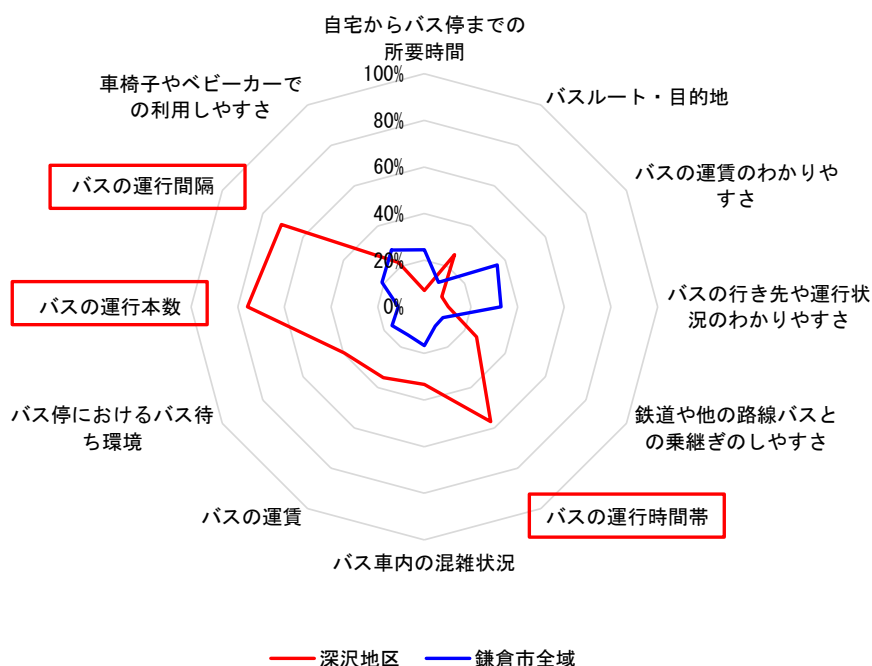 自宅からバス停までの
所要時間
バスルート・目的地
バスの運賃のわかりや
すさ
バスの行き先や運行状
況のわかりやすさ
鉄道や他の路線バスと
の乗継ぎのしやすさ
バスの運行時間帯
バス車内の混雑状況
バスの運賃
バス停におけるバス待
ち環境
バスの運行本数
バスの運行間隔
車椅子やベビーカーで
の利用しやすさ
100%
80%
60%
40%
20%
0%
深沢地区
鎌倉市全域